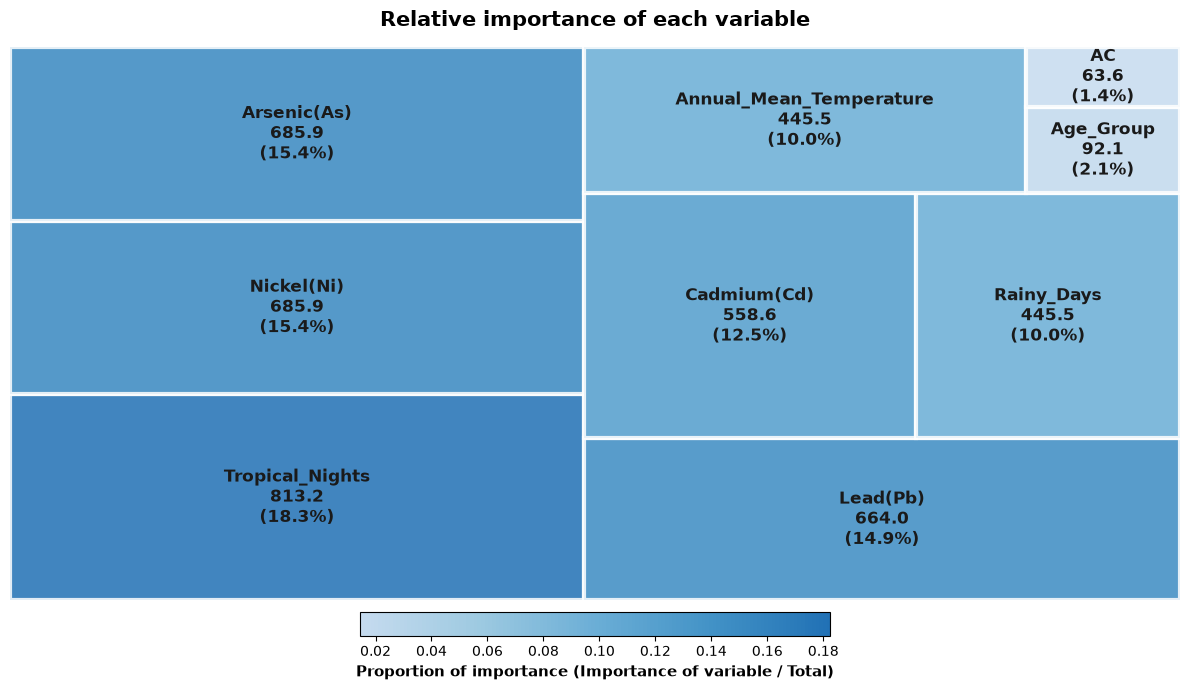 Relative importance of each variable
Arsenic(As)
685.9
(15.4%)
Nickel(Ni)
685.9
(15.4%)
Tropical_Nights
813.2
(18.3%)
Annual_Mean_Temperature
445.5
(10.0%)
AC
63.6
(1.4%)
Age_Group
92.1
(2.1%)
Cadmium(Cd)
558.6
(12.5%)
Rainy_Days
445.5
(10.0%)
Lead(Pb)
664.0
(14.9%)
0.02 0.04 0.06 0.08 0.10 0.12 0.14 0.16 0.18
Proportion of importance (Importance of variable / Total)